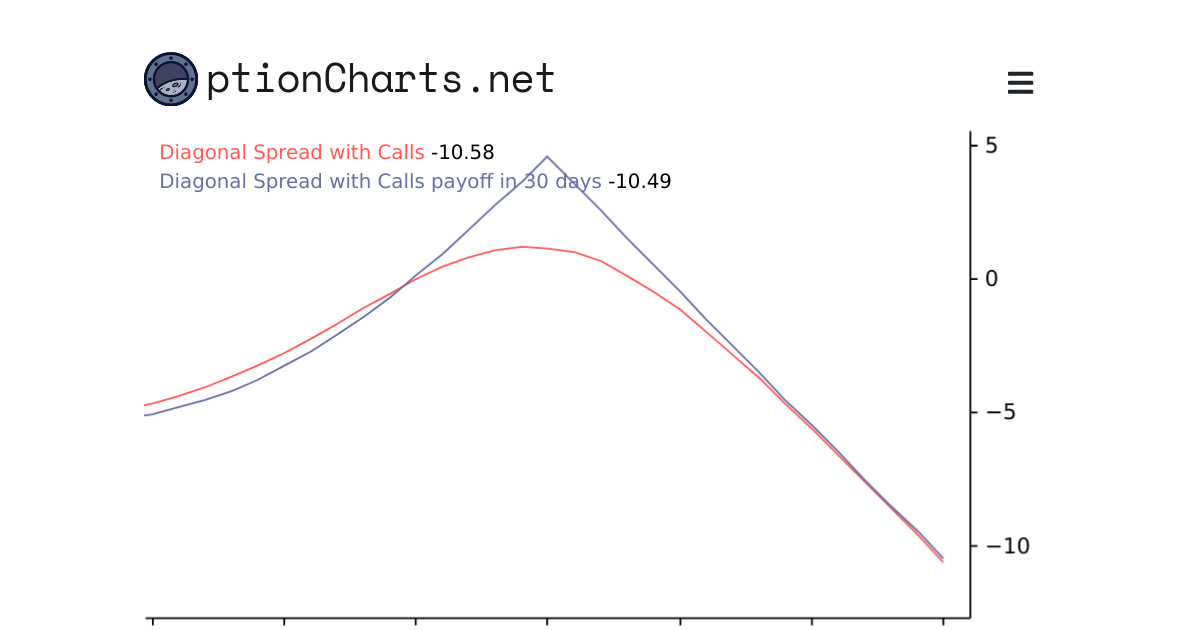 ptionCharts.net
Diagonal Spread with Calls -10.58
Diagonal Spread with Calls payoff in 30 days -10.49
5
0
−5
−10